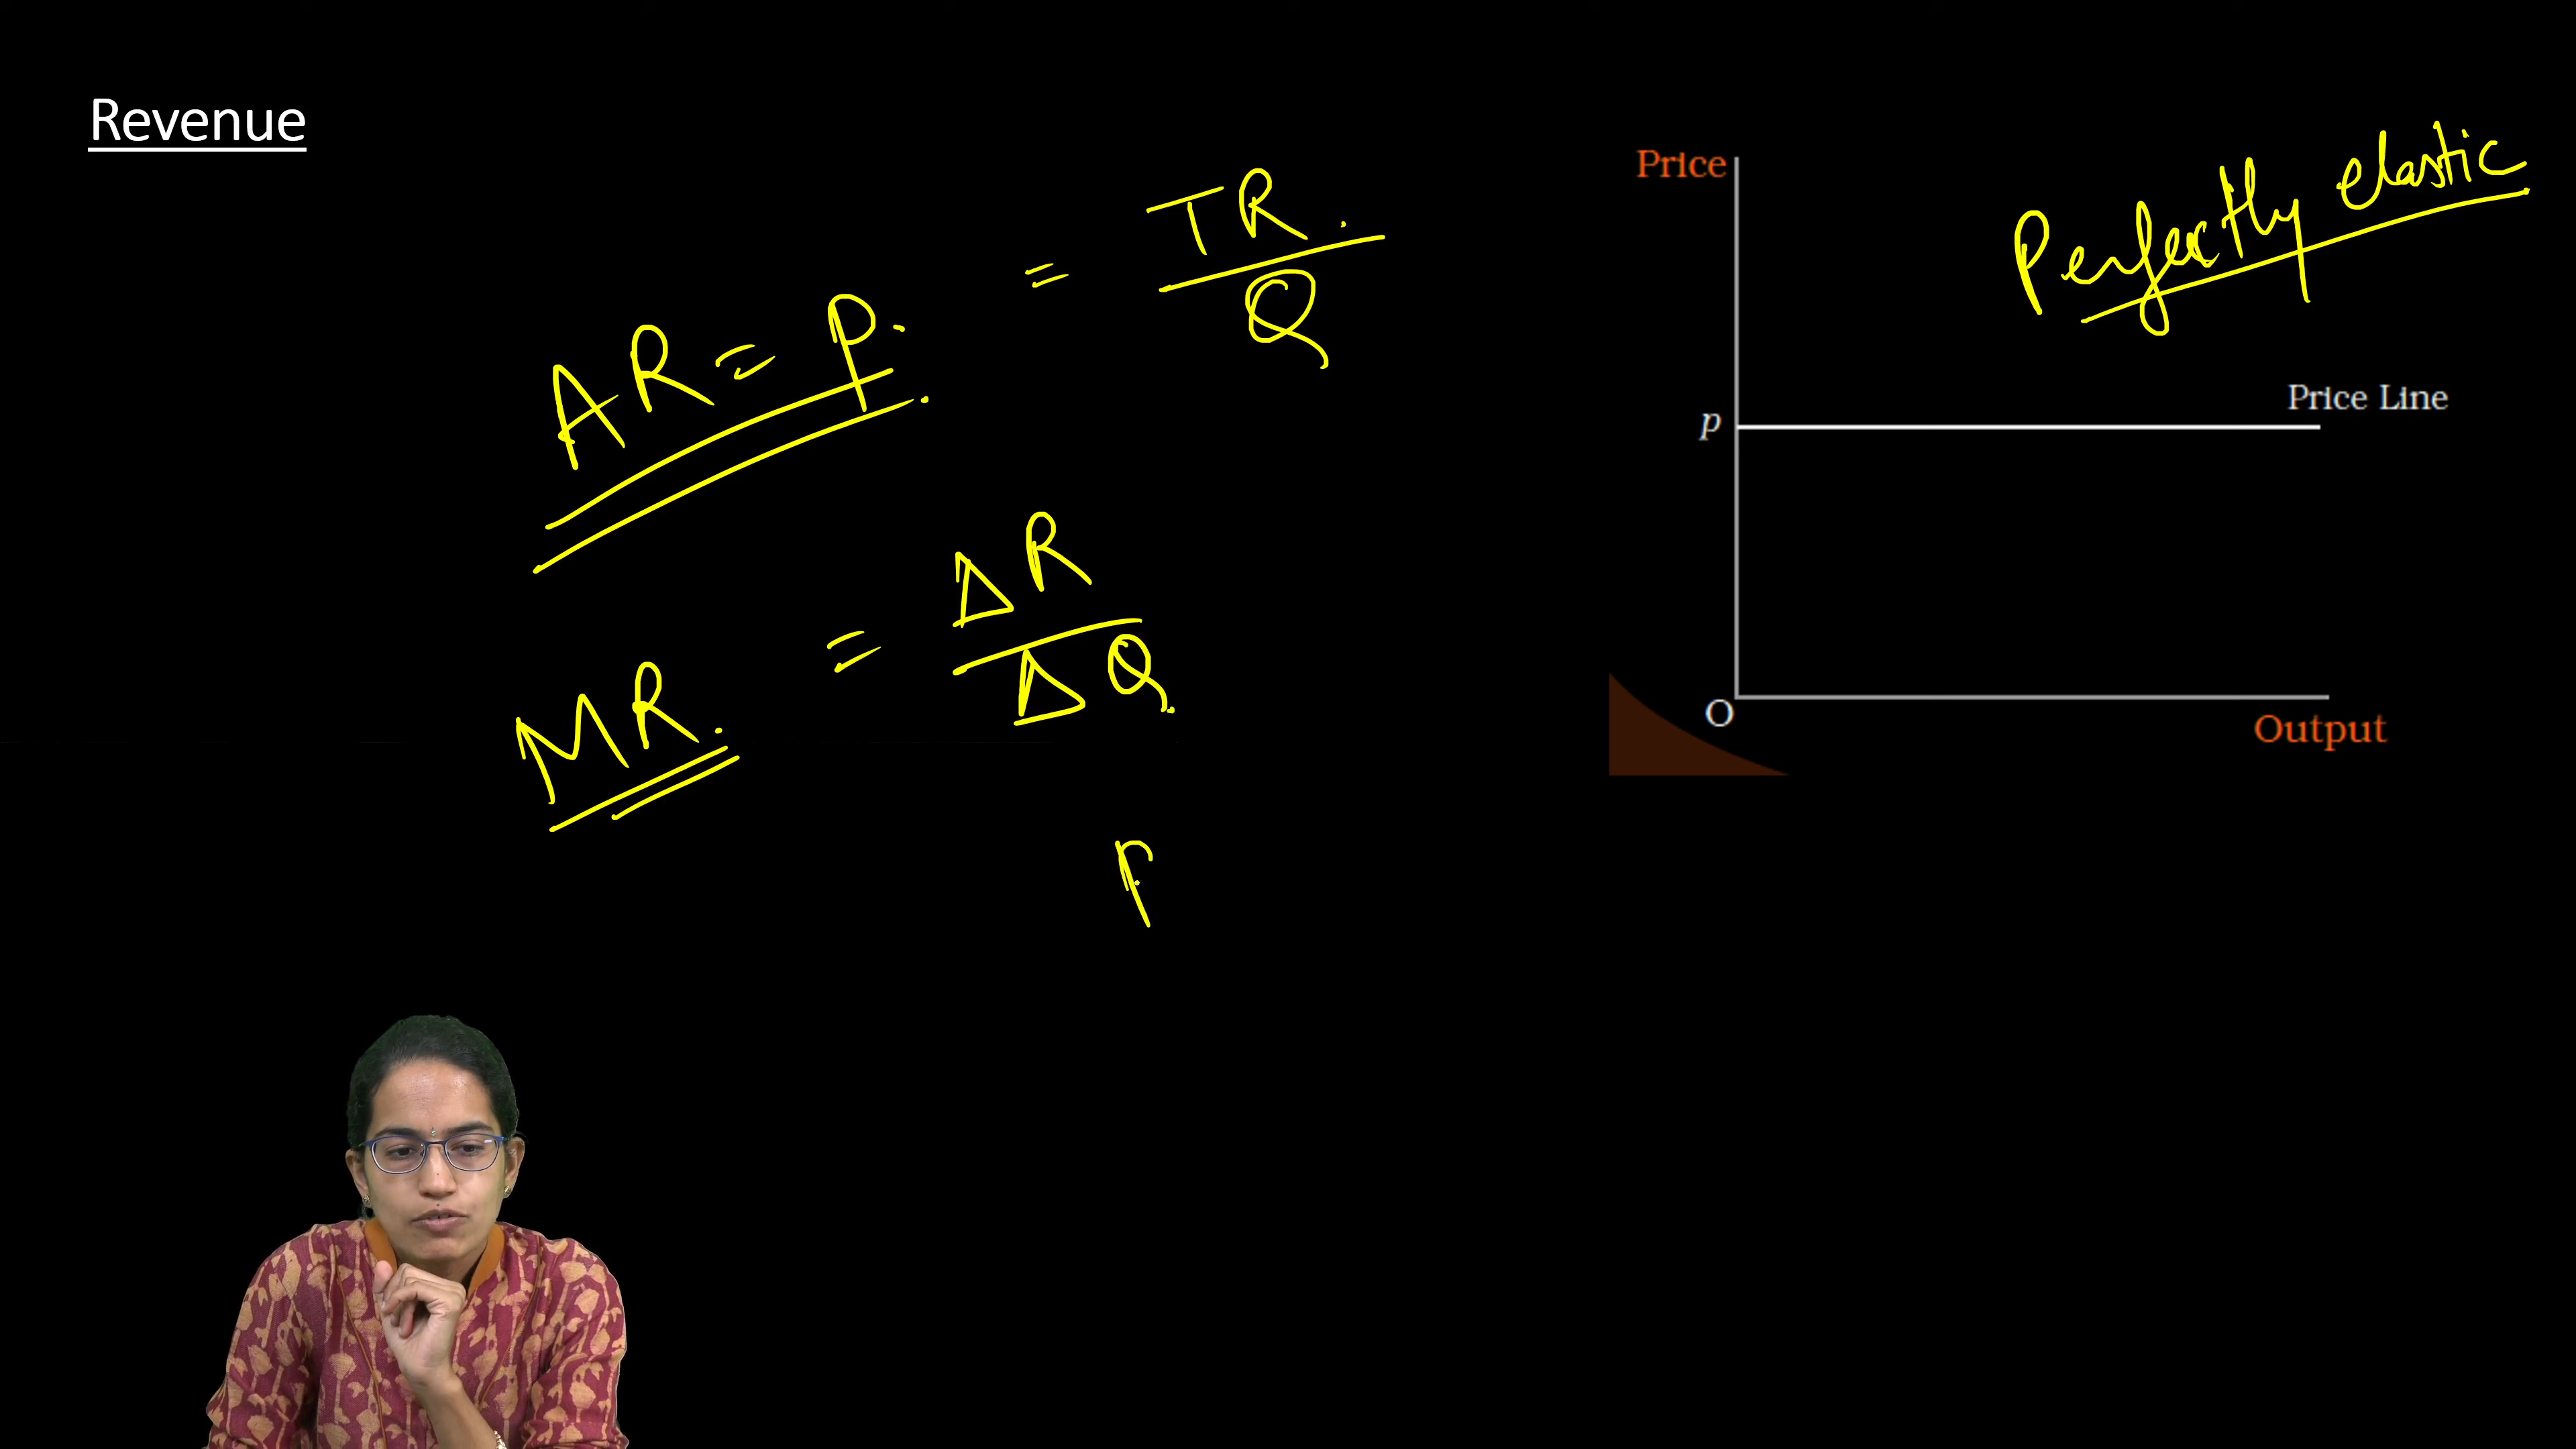 Revenue
AR = P. = TR. / Q
MR. = ΔR / ΔQ.
P
Perfectly elastic
Price
p
Price Line
O
Output